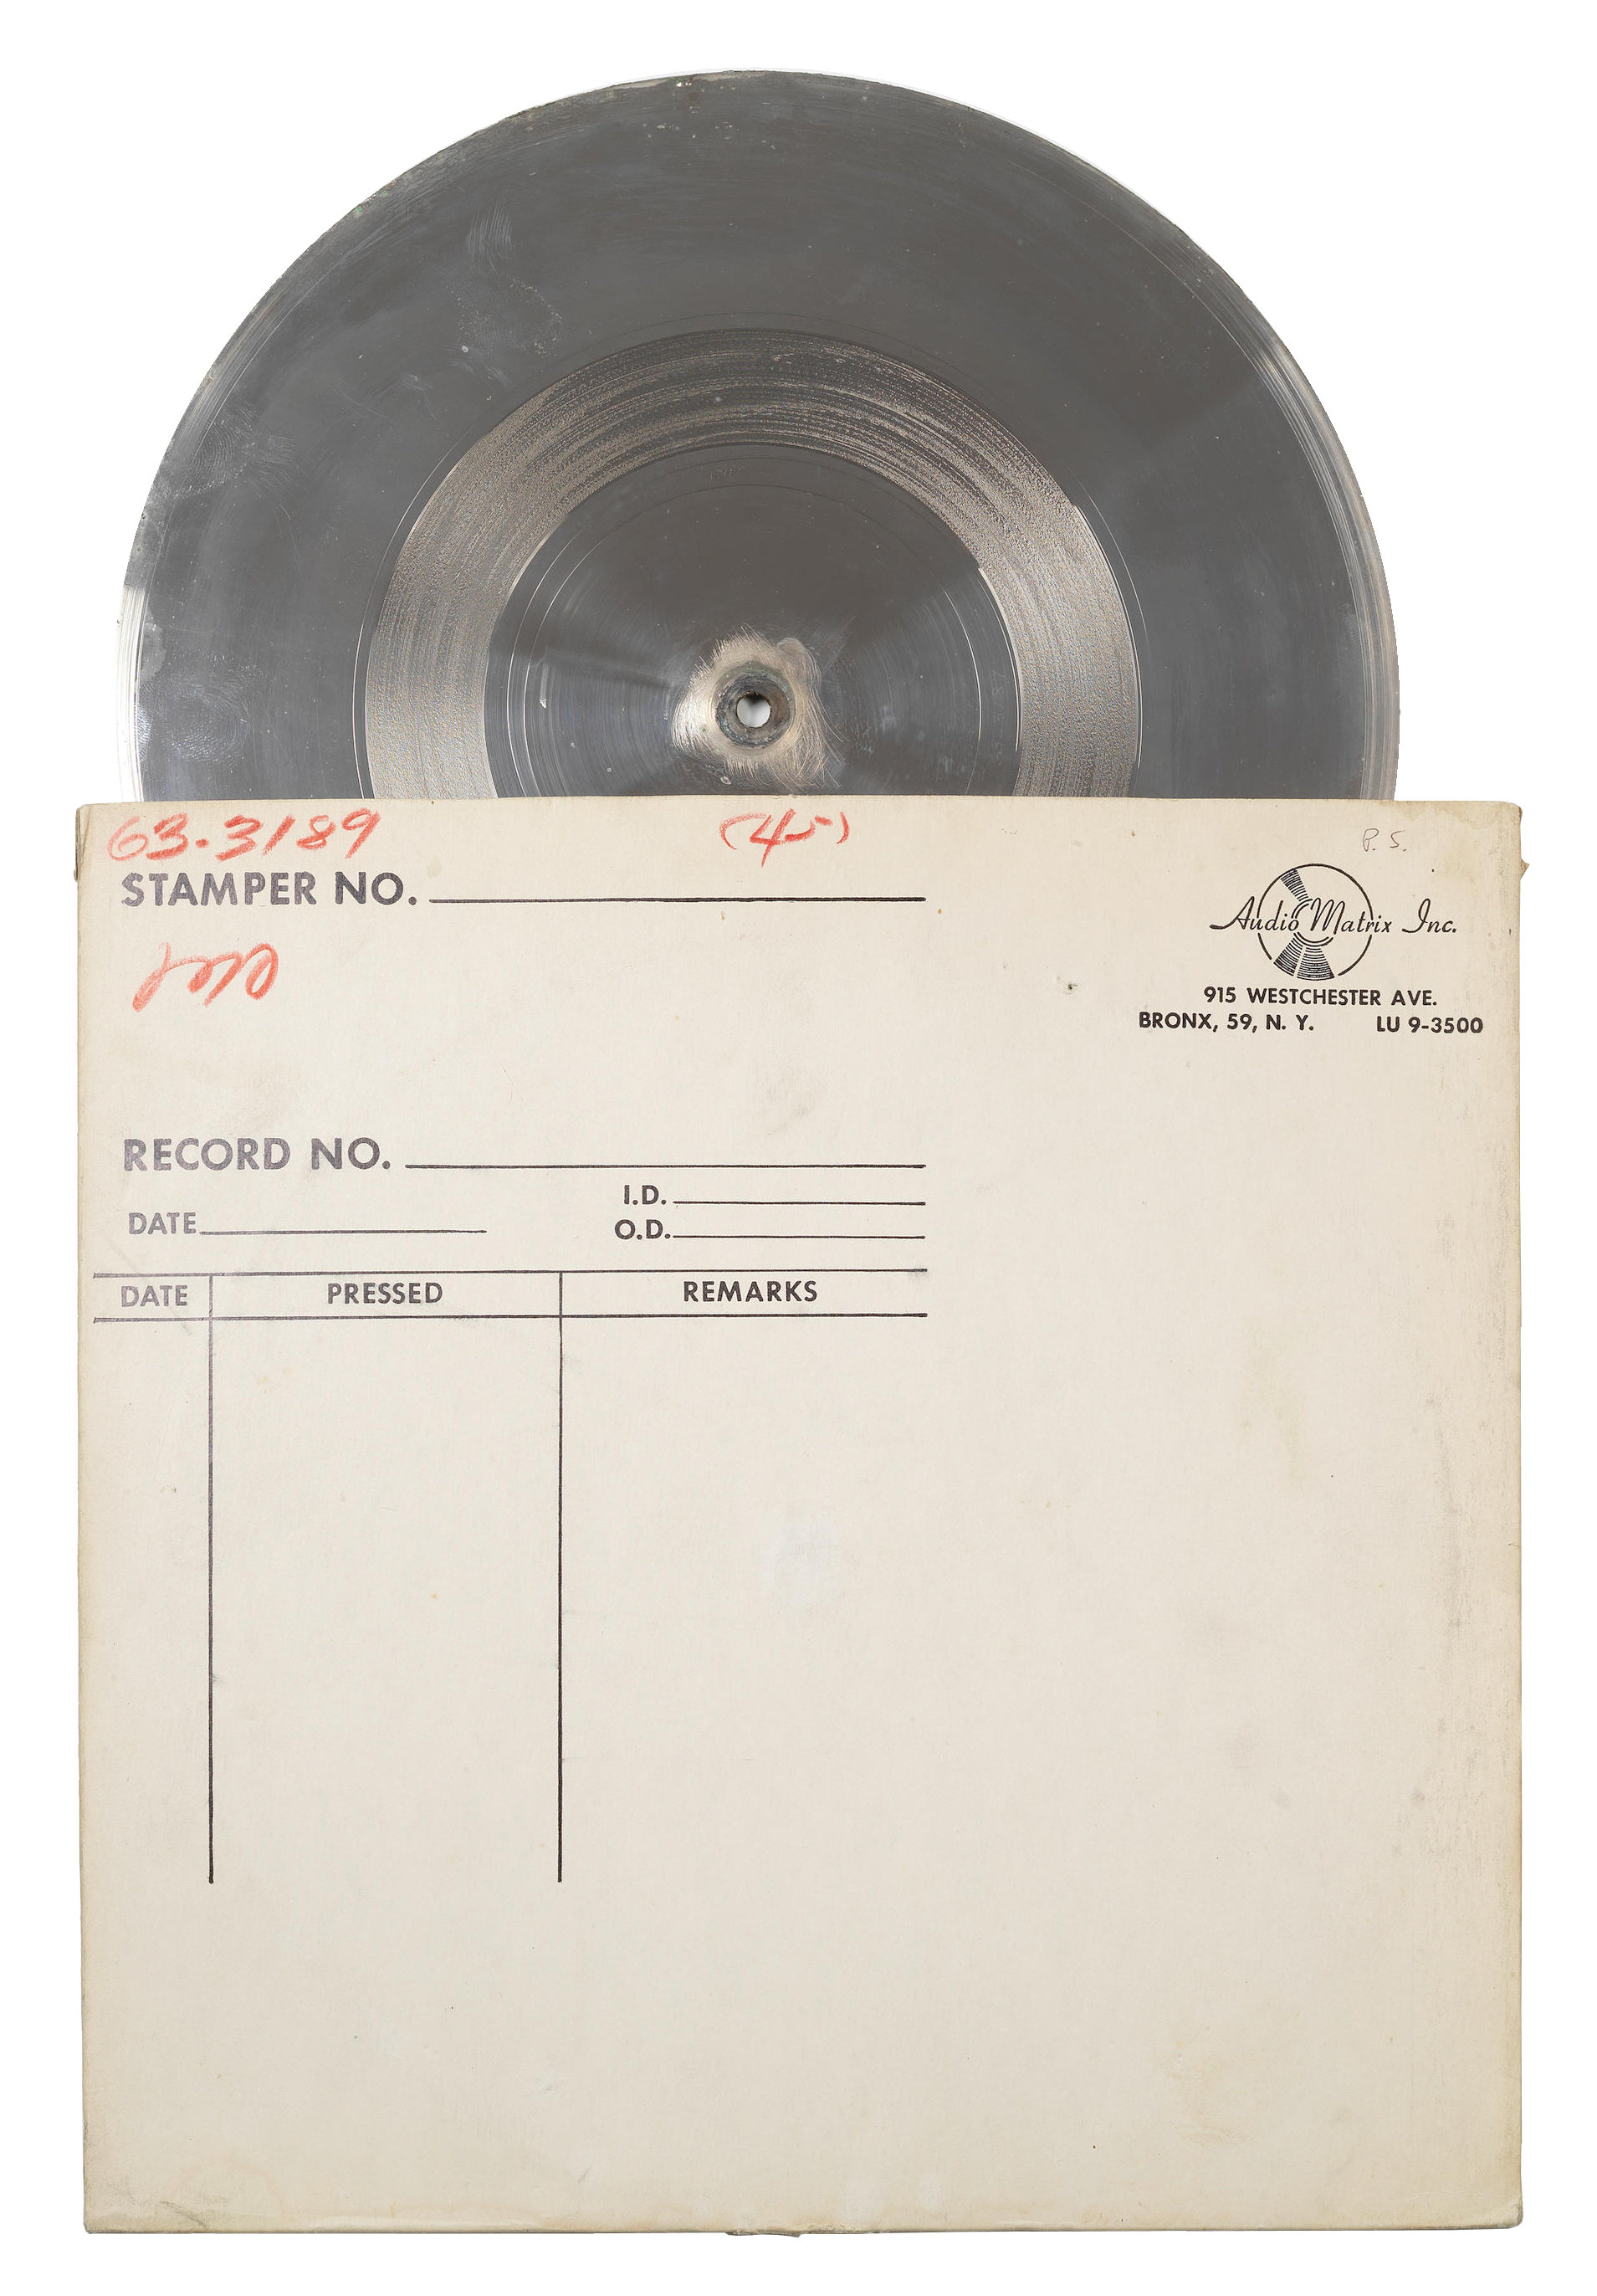 63-3189 (45) P. S.
STAMPER NO.
Audio Matrix Inc.
915 WESTCHESTER AVE.
BRONX, 59, N. Y. LU 9-3500
RECORD NO.
I.D.
DATE
O.D.
DATE PRESSED REMARKS